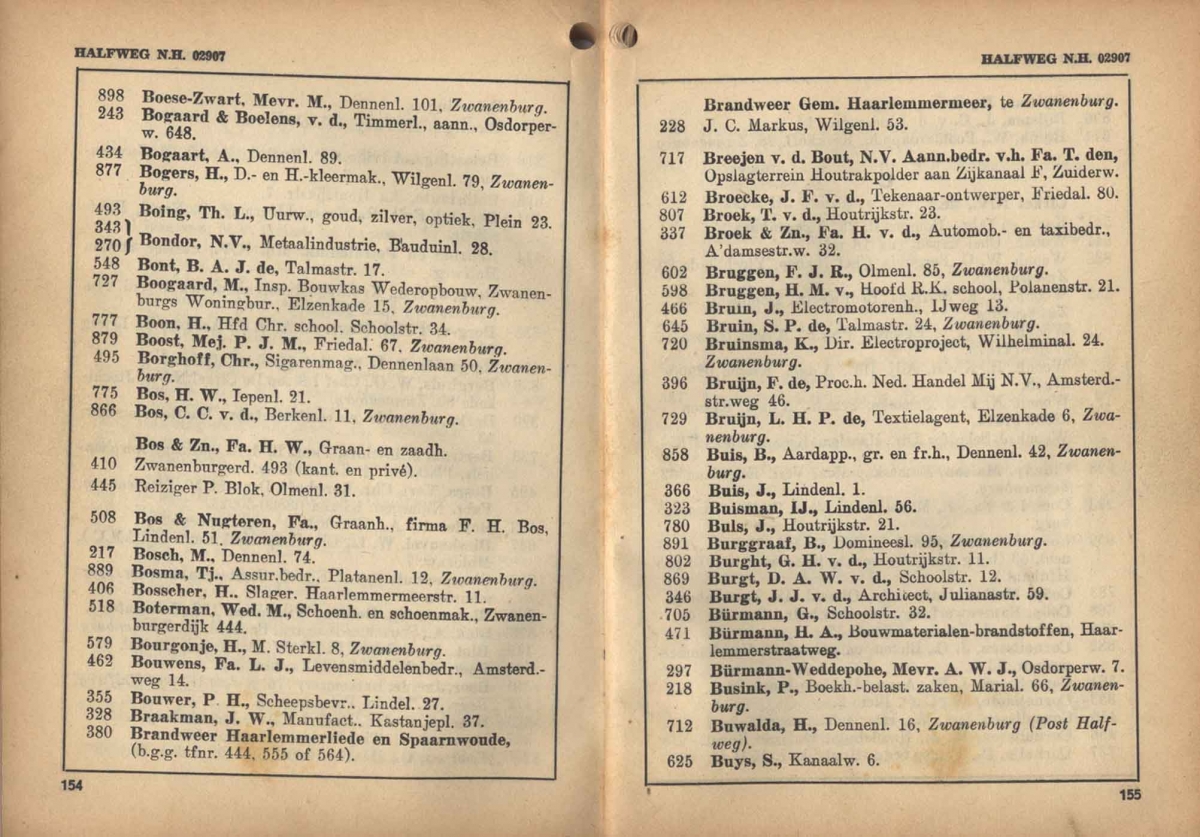 HALFWEG N.H. 02907
898 Boese-Zwart, Mevr. M., Dennenl. 101, Zwanenburg.
243 Bogaard & Boelens, v. d., Timmerl., aann., Osdorper-
w. 648.
434 Bogaart, A., Dennenl. 89.
877 Bogers, H., D.- en H.-kleermak., Wilgenl. 79, Zwanen-
burg.
493 Boing, Th. L., Uurw., goud, zilver, optiek, Plein 23.
343}
270} Bondor, N.V., Metaalindustrie, Bauduinl. 28.
548 Bont, B. A. J. de, Talmastr. 17.
727 Boogaard, M., Insp. Bouwkas Wederopbouw, Zwanen-
burgs Woningbur., Elzenkade 15, Zwanenburg.
777 Boon, H., Hfd Chr. school. Schoolstr. 34.
879 Boost, Mej. P. J. M., Friedal. 67, Zwanenburg.
495 Borghoff, Chr., Sigarenmag., Dennenlaan 50, Zwanen-
burg.
775 Bos, H. W., Iepenl. 21.
866 Bos, C. C. v. d., Berkenl. 11, Zwanenburg.
Bos & Zn., Fa. H. W., Graan- en zaadh.
410 Zwanenburgerd. 493 (kant. en privé).
445 Reiziger P. Blok, Olmenl. 31.
508 Bos & Nugteren, Fa., Graanh., firma F. H. Bos,
Lindenl. 51, Zwanenburg.
217 Bosch, M., Dennenl. 74.
889 Bosma, Tj., Assur.bedr., Platanenl. 12, Zwanenburg.
406 Bosscher, H., Slager, Haarlemmermeerstr. 11.
518 Boterman, Wed. M., Schoenh. en schoenmak., Zwanen-
burgerdijk 444.
579 Bourgonje, H., M. Sterkl. 8, Zwanenburg.
462 Bouwens, Fa. L. J., Levensmiddelenbedr., Amsterd.-
weg 14.
355 Bouwer, P. H., Scheepsbevr., Lindel. 27.
328 Braakman, J. W., Manufact., Kastanjepl. 37.
380 Brandweer Haarlemmerliede en Spaarnwoude,
(b.g.g. tfnr. 444, 555 of 564).
154
HALFWEG N.H. 02907
Brandweer Gem. Haarlemmermeer, te Zwanenburg.
228 J. C. Markus, Wilgenl. 53.
717 Breejen v. d. Bout, N.V. Aann.bedr. v.h. Fa. T. den,
Opslagterrein Houtrakpolder aan Zijkanaal F, Zuiderw.
612 Broecke, J. F. v. d., Tekenaar-ontwerper, Friedal. 80.
807 Broek, T. v. d., Houtrijkstr. 23.
337 Broek & Zn., Fa. H. v. d., Automob.- en taxibedr.,
A'damsestr.w. 32.
602 Bruggen, F. J. R., Olmenl. 85, Zwanenburg.
598 Bruggen, H. M. v., Hoofd R.K. school, Polanenstr. 21.
466 Bruin, J., Electromotorenh., IJweg 13.
645 Bruin, S. P. de, Talmastr. 24, Zwanenburg.
720 Bruinsma, K., Dir. Electroproject, Wilhelminal. 24.
Zwanenburg.
396 Bruijn, F. de, Proc.h. Ned. Handel Mij N.V., Amsterd.-
str.weg 46.
729 Bruijn, L. H. P. de, Textielagent, Elzenkade 6, Zwa-
nenburg.
858 Buis, B., Aardapp., gr. en fr.h., Dennenl. 42, Zwanen-
burg.
366 Buis, J., Lindenl. 1.
323 Buisman, IJ., Lindenl. 56.
780 Buls, J., Houtrijkstr. 21.
891 Burggraaf, B., Domineesl. 95, Zwanenburg.
802 Burght, G. H. v. d., Houtrijkstr. 11.
869 Burgt, D. A. W. v. d., Schoolstr. 12.
346 Burgt, J. J. v. d., Architect, Julianastr. 59.
705 Bürmann, G., Schoolstr. 32.
471 Bürmann, H. A., Bouwmaterialen-brandstoffen, Haar-
lemmerstraatweg.
297 Bürmann-Weddepohe, Mevr. A. W. J., Osdorperw. 7.
218 Busink, P., Boekh.-belast. zaken, Marial. 66, Zwanen-
burg.
712 Buwalda, H., Dennenl. 16, Zwanenburg (Post Half-
weg).
625 Buys, S., Kanaalw. 6.
155